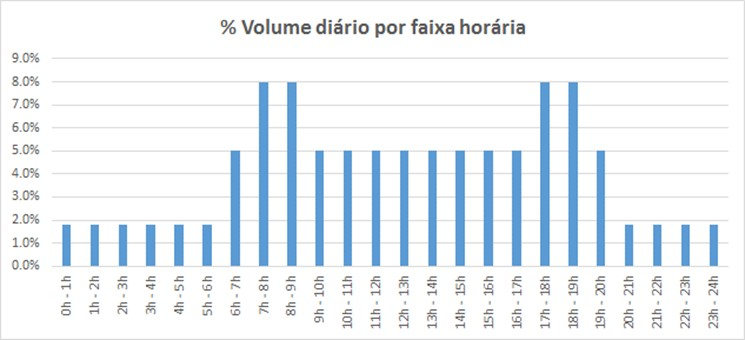 % Volume diário por faixa horária
9.0%
8.0%
7.0%
6.0%
5.0%
4.0%
3.0%
2.0%
1.0%
0.0%
0h - 1h
1h - 2h
2h - 3h
3h - 4h
4h - 5h
5h - 6h
6h - 7h
7h - 8h
8h - 9h
9h - 10h
10h - 11h
11h - 12h
12h - 13h
13h - 14h
14h - 15h
15h - 16h
16h - 17h
17h - 18h
18h - 19h
19h - 20h
20h - 21h
21h - 22h
22h - 23h
23h - 24h